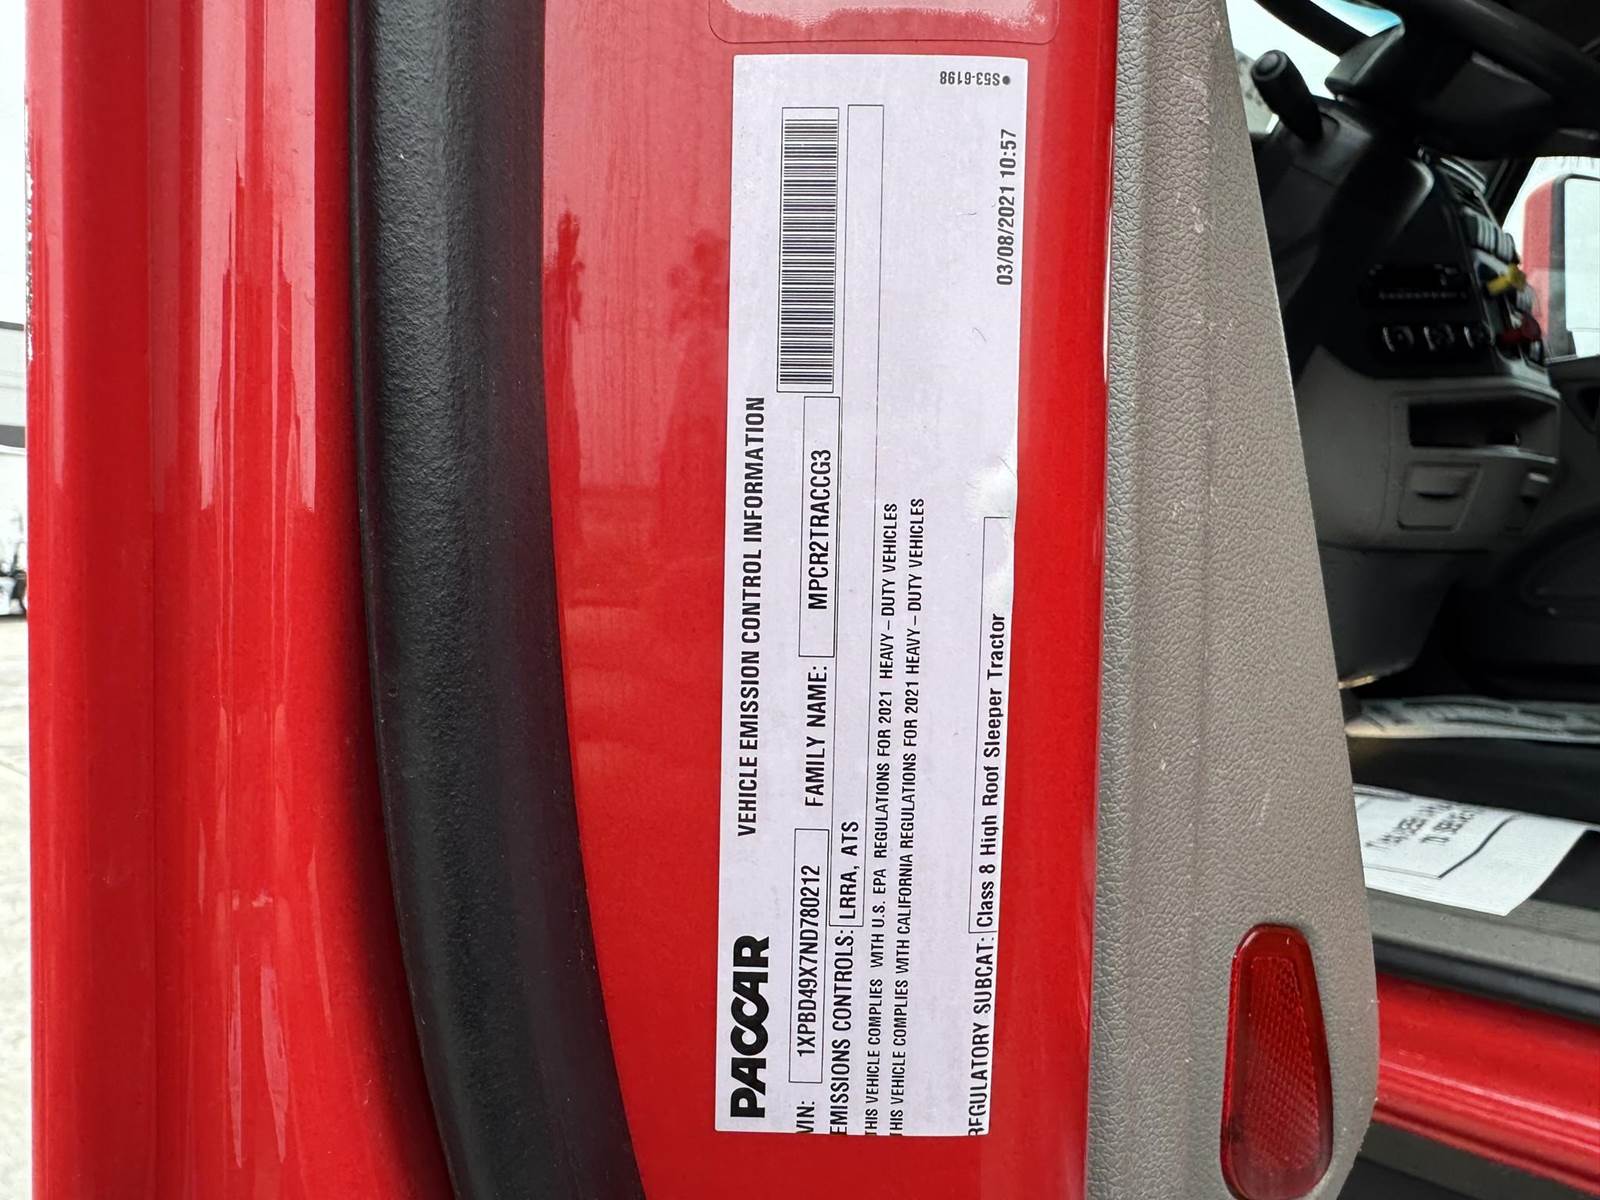 S53-6198
PACCAR
VEHICLE EMISSION CONTROL INFORMATION
VIN: 1XPBD49X7ND780212 FAMILY NAME: MPCR2TRACCG3
EMISSIONS CONTROLS: LRRA, ATS
THIS VEHICLE COMPLIES WITH U.S. EPA REGULATIONS FOR 2021 HEAVY – DUTY VEHICLES
THIS VEHICLE COMPLIES WITH CALIFORNIA REGULATIONS FOR 2021 HEAVY – DUTY VEHICLES
REGULATORY SUBCAT: Class 8 High Roof Sleeper Tractor
03/08/2021 10:57